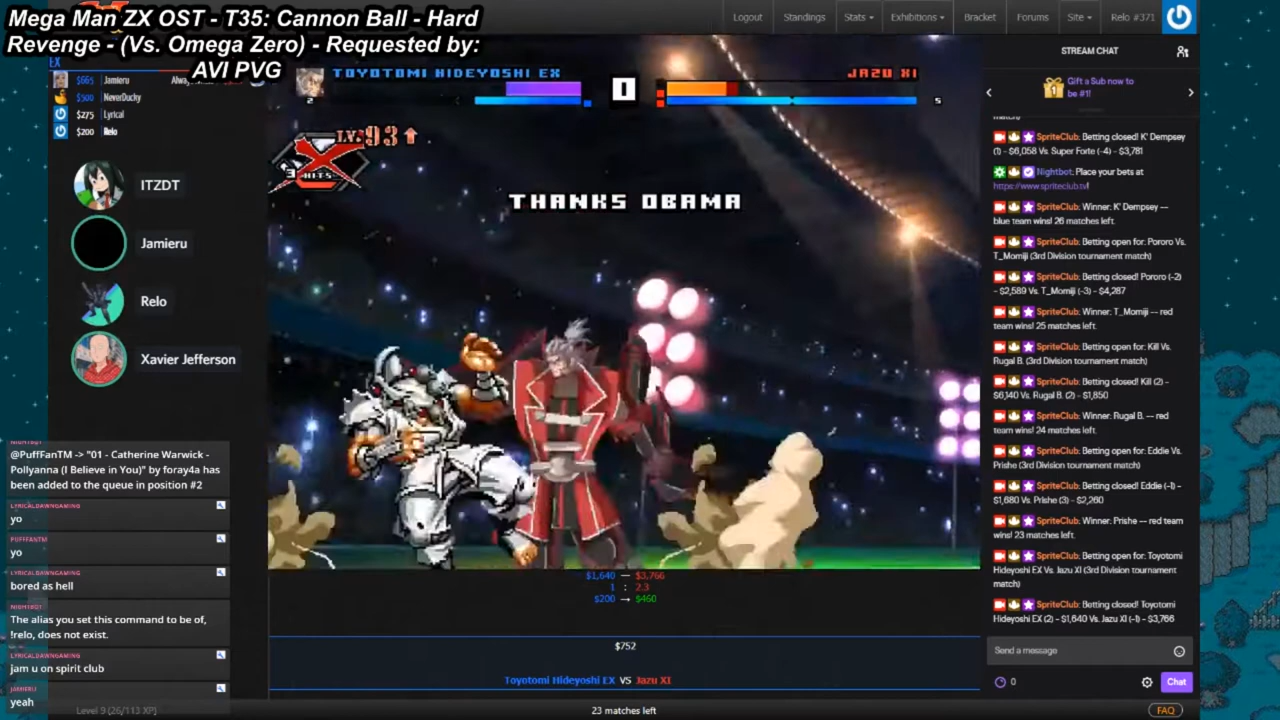 Mega Man ZX OST - T35: Cannon Ball - Hard
Revenge - (Vs. Omega Zero) - Requested by:
AVI PVG
Logout
Standings
Stats
Exhibitions
Bracket
Forums
Site
Relo #371
EX
$665 Jamieru
$500 NeverDucky
$275 Lyrical
$200 Relo
ITZDT
Jamieru
Relo
Xavier Jefferson
@PuffFanTM -> "01 - Catherine Warwick -
Pollyanna (I Believe in You)" by foray4a has
been added to the queue in position #2
LYRICALDAWNGAMING
yo
PUFFFANTM
yo
LYRICALDAWNGAMING
bored as hell
NIGHTBOT
The alias you set this command to be of,
!relo, does not exist.
LYRICALDAWNGAMING
jam u on spirit club
JAMIERU
yeah
Level 9 (26/113 XP)
TOYOTOMI HIDEYOSHI EX
0
JAZU XI
2
5
LV.93
3 HITS
THANKS OBAMA
$1,640 — $3,766
1 : 2.3
$200 → $460
$752
Toyotomi Hideyoshi EX VS Jazu XI
23 matches left
STREAM CHAT
Gift a Sub now to
be #1!
match)
SpriteClub: Betting closed! K' Dempsey
(1) - $6,058 Vs. Super Forte (-4) - $3,781
Nightbot: Place your bets at
https://www.spriteclub.tv!
SpriteClub: Winner: K' Dempsey --
blue team wins! 26 matches left.
SpriteClub: Betting open for: Pororo Vs.
T_Momiji (3rd Division tournament match)
SpriteClub: Betting closed! Pororo (-2)
- $2,589 Vs. T_Momiji (-3) - $4,287
SpriteClub: Winner: T_Momiji -- red
team wins! 25 matches left.
SpriteClub: Betting open for: Kill Vs.
Rugal B. (3rd Division tournament match)
SpriteClub: Betting closed! Kill (2) -
$6,140 Vs. Rugal B. (2) - $1,850
SpriteClub: Winner: Rugal B. -- red
team wins! 24 matches left.
SpriteClub: Betting open for: Eddie Vs.
Prishe (3rd Division tournament match)
SpriteClub: Betting closed! Eddie (-1) -
$1,680 Vs. Prishe (3) - $2,260
SpriteClub: Winner: Prishe -- red team
wins! 23 matches left.
SpriteClub: Betting open for: Toyotomi
Hideyoshi EX Vs. Jazu XI (3rd Division
tournament match)
SpriteClub: Betting closed! Toyotomi
Hideyoshi EX (2) - $1,640 Vs. Jazu XI (-1) - $3,766
Send a message
0
Chat
FAQ